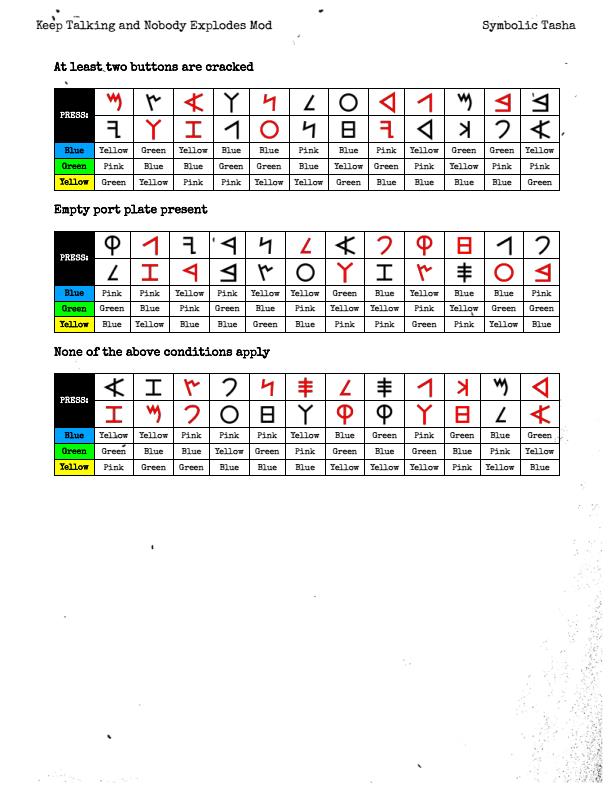 Keep Talking and Nobody Explodes Mod Symbolic Tasha
At least two buttons are cracked
PRESS:
Blue Yellow Green Yellow Green Blue Pink Blue Pink Yellow Green Green Yellow
Green Pink Blue Blue Green Green Blue Yellow Green Pink Yellow Pink Pink
Yellow Green Yellow Pink Pink Yellow Yellow Green Blue Blue Blue Blue Green
Empty port plate present
PRESS:
Blue Pink Pink Yellow Pink Yellow Yellow Green Blue Yellow Pink Blue Pink
Green Green Blue Pink Green Green Blue Blue Yellow Pink Yellow Green Green
Yellow Blue Yellow Blue Blue Green Blue Pink Pink Green Pink Yellow Blue
None of the above conditions apply
PRESS:
Blue Yellow Yellow Pink Pink Pink Yellow Blue Green Pink Green Blue Green
Green Green Blue Blue Yellow Green Pink Green Blue Green Blue Pink Pink
Yellow Pink Green Green Blue Blue Blue Yellow Yellow Yellow Pink Yellow Blue